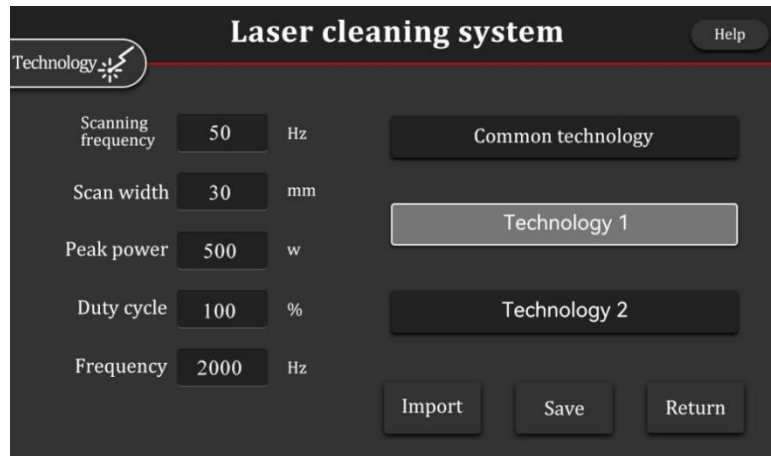 Laser cleaning system
Help
Technology
Scanning
frequency
50
Hz
Common technology
Scan width
30
mm
Technology 1
Peak power
500
w
Duty cycle
100
%
Technology 2
Frequency
2000
Hz
Import
Save
Return